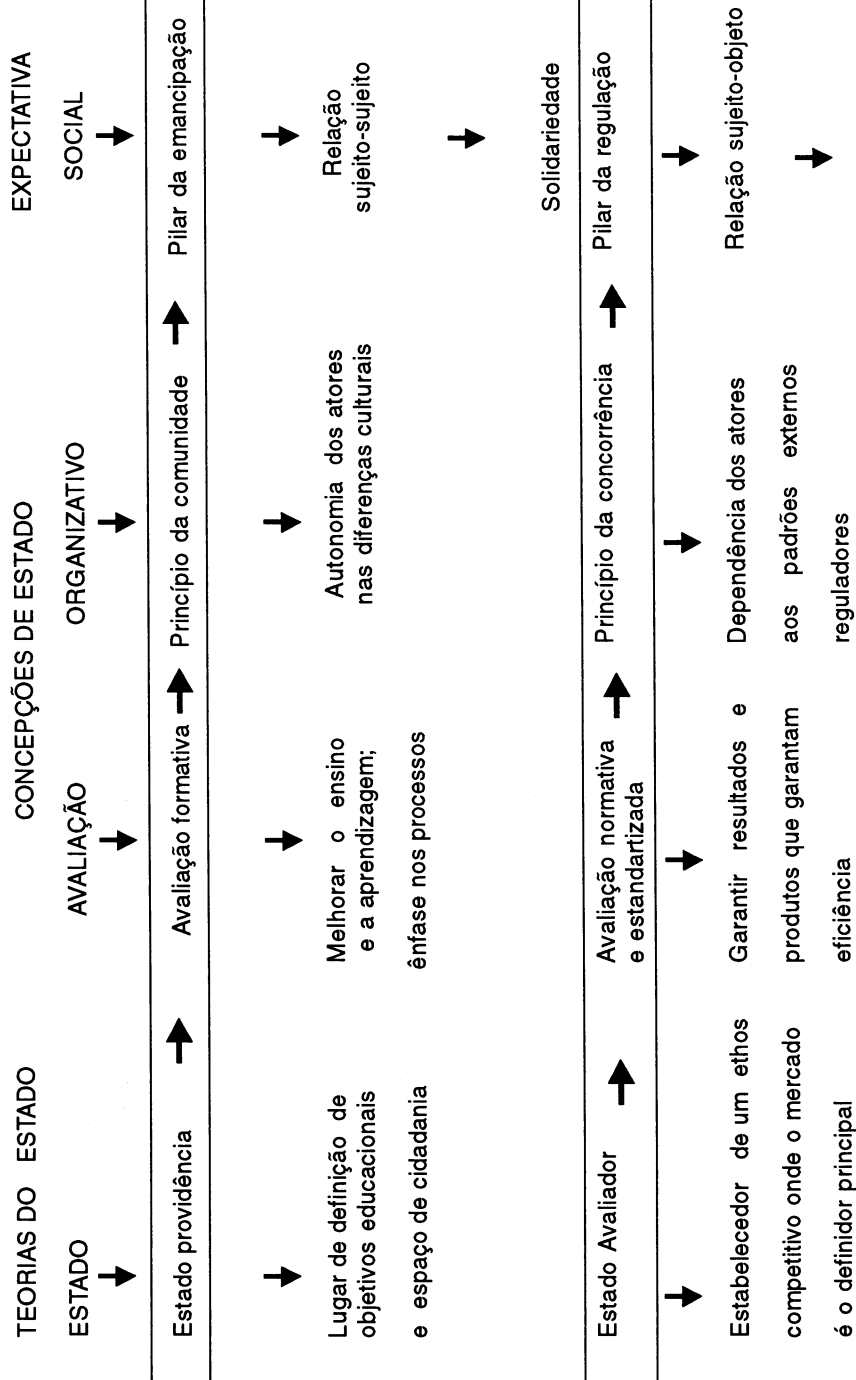 TEORIAS DO ESTADO CONCEPÇÕES DE ESTADO EXPECTATIVA
ESTADO AVALIAÇÃO ORGANIZATIVO SOCIAL
Estado providência Avaliação formativa Princípio da comunidade Pilar da emancipação
Lugar de definição de
objetivos educacionais
e espaço de cidadania
Melhorar o ensino
e a aprendizagem;
ênfase nos processos
Autonomia dos atores
nas diferenças culturais
Relação
sujeito-sujeito
Solidariedade
Estado Avaliador
Avaliação normativa
e estandartizada
Princípio da concorrência
Pilar da regulação
Estabelecedor de um ethos
competitivo onde o mercado
é o definidor principal
Garantir resultados e
produtos que garantam
eficiência
Dependência dos atores
aos padrões externos
reguladores
Relação sujeito-objeto